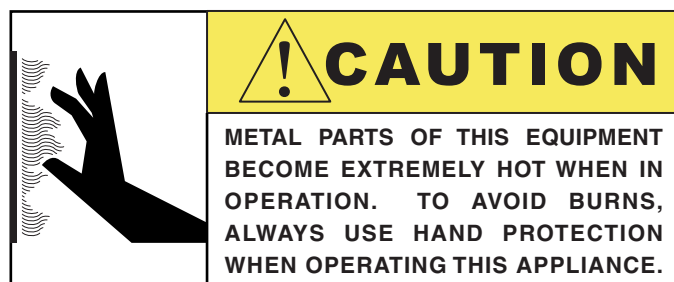 CAUTION
METAL PARTS OF THIS EQUIPMENT
BECOME EXTREMELY HOT WHEN IN
OPERATION. TO AVOID BURNS,
ALWAYS USE HAND PROTECTION
WHEN OPERATING THIS APPLIANCE.